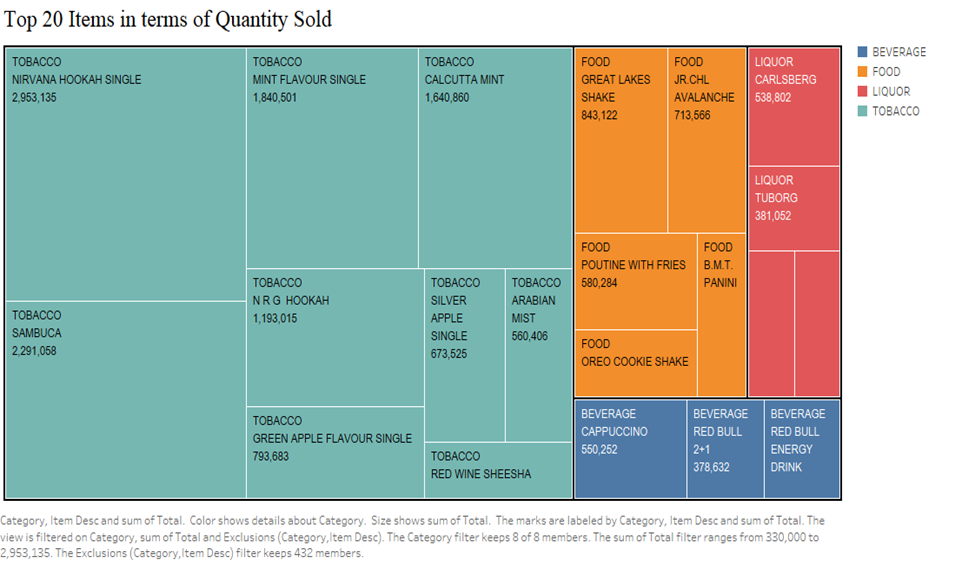 Top 20 Items in terms of Quantity Sold
TOBACCO
NIRVANA HOOKAH SINGLE
2,953,135
TOBACCO
SAMBUCA
2,291,058
TOBACCO
MINT FLAVOUR SINGLE
1,840,501
TOBACCO
CALCUTTA MINT
1,640,860
TOBACCO
N R G HOOKAH
1,193,015
TOBACCO
GREEN APPLE FLAVOUR SINGLE
793,683
TOBACCO
SILVER
APPLE
SINGLE
673,525
TOBACCO
ARABIAN
MIST
560,406
TOBACCO
RED WINE SHEESHA
FOOD
GREAT LAKES
SHAKE
843,122
FOOD
JR.CHL
AVALANCHE
713,566
FOOD
POUTINE WITH FRIES
580,284
FOOD
OREO COOKIE SHAKE
FOOD
B.M.T.
PANINI
LIQUOR
CARLSBERG
538,802
LIQUOR
TUBORG
381,052
BEVERAGE
CAPPUCCINO
550,252
BEVERAGE
RED BULL
2+1
378,632
BEVERAGE
RED BULL
ENERGY
DRINK
BEVERAGE
FOOD
LIQUOR
TOBACCO
Category, Item Desc and sum of Total. Color shows details about Category. Size shows sum of Total. The marks are labeled by Category, Item Desc and sum of Total. The
view is filtered on Category, sum of Total and Exclusions (Category,Item Desc). The Category filter keeps 8 of 8 members. The sum of Total filter ranges from 330,000 to
2,953,135. The Exclusions (Category,Item Desc) filter keeps 432 members.